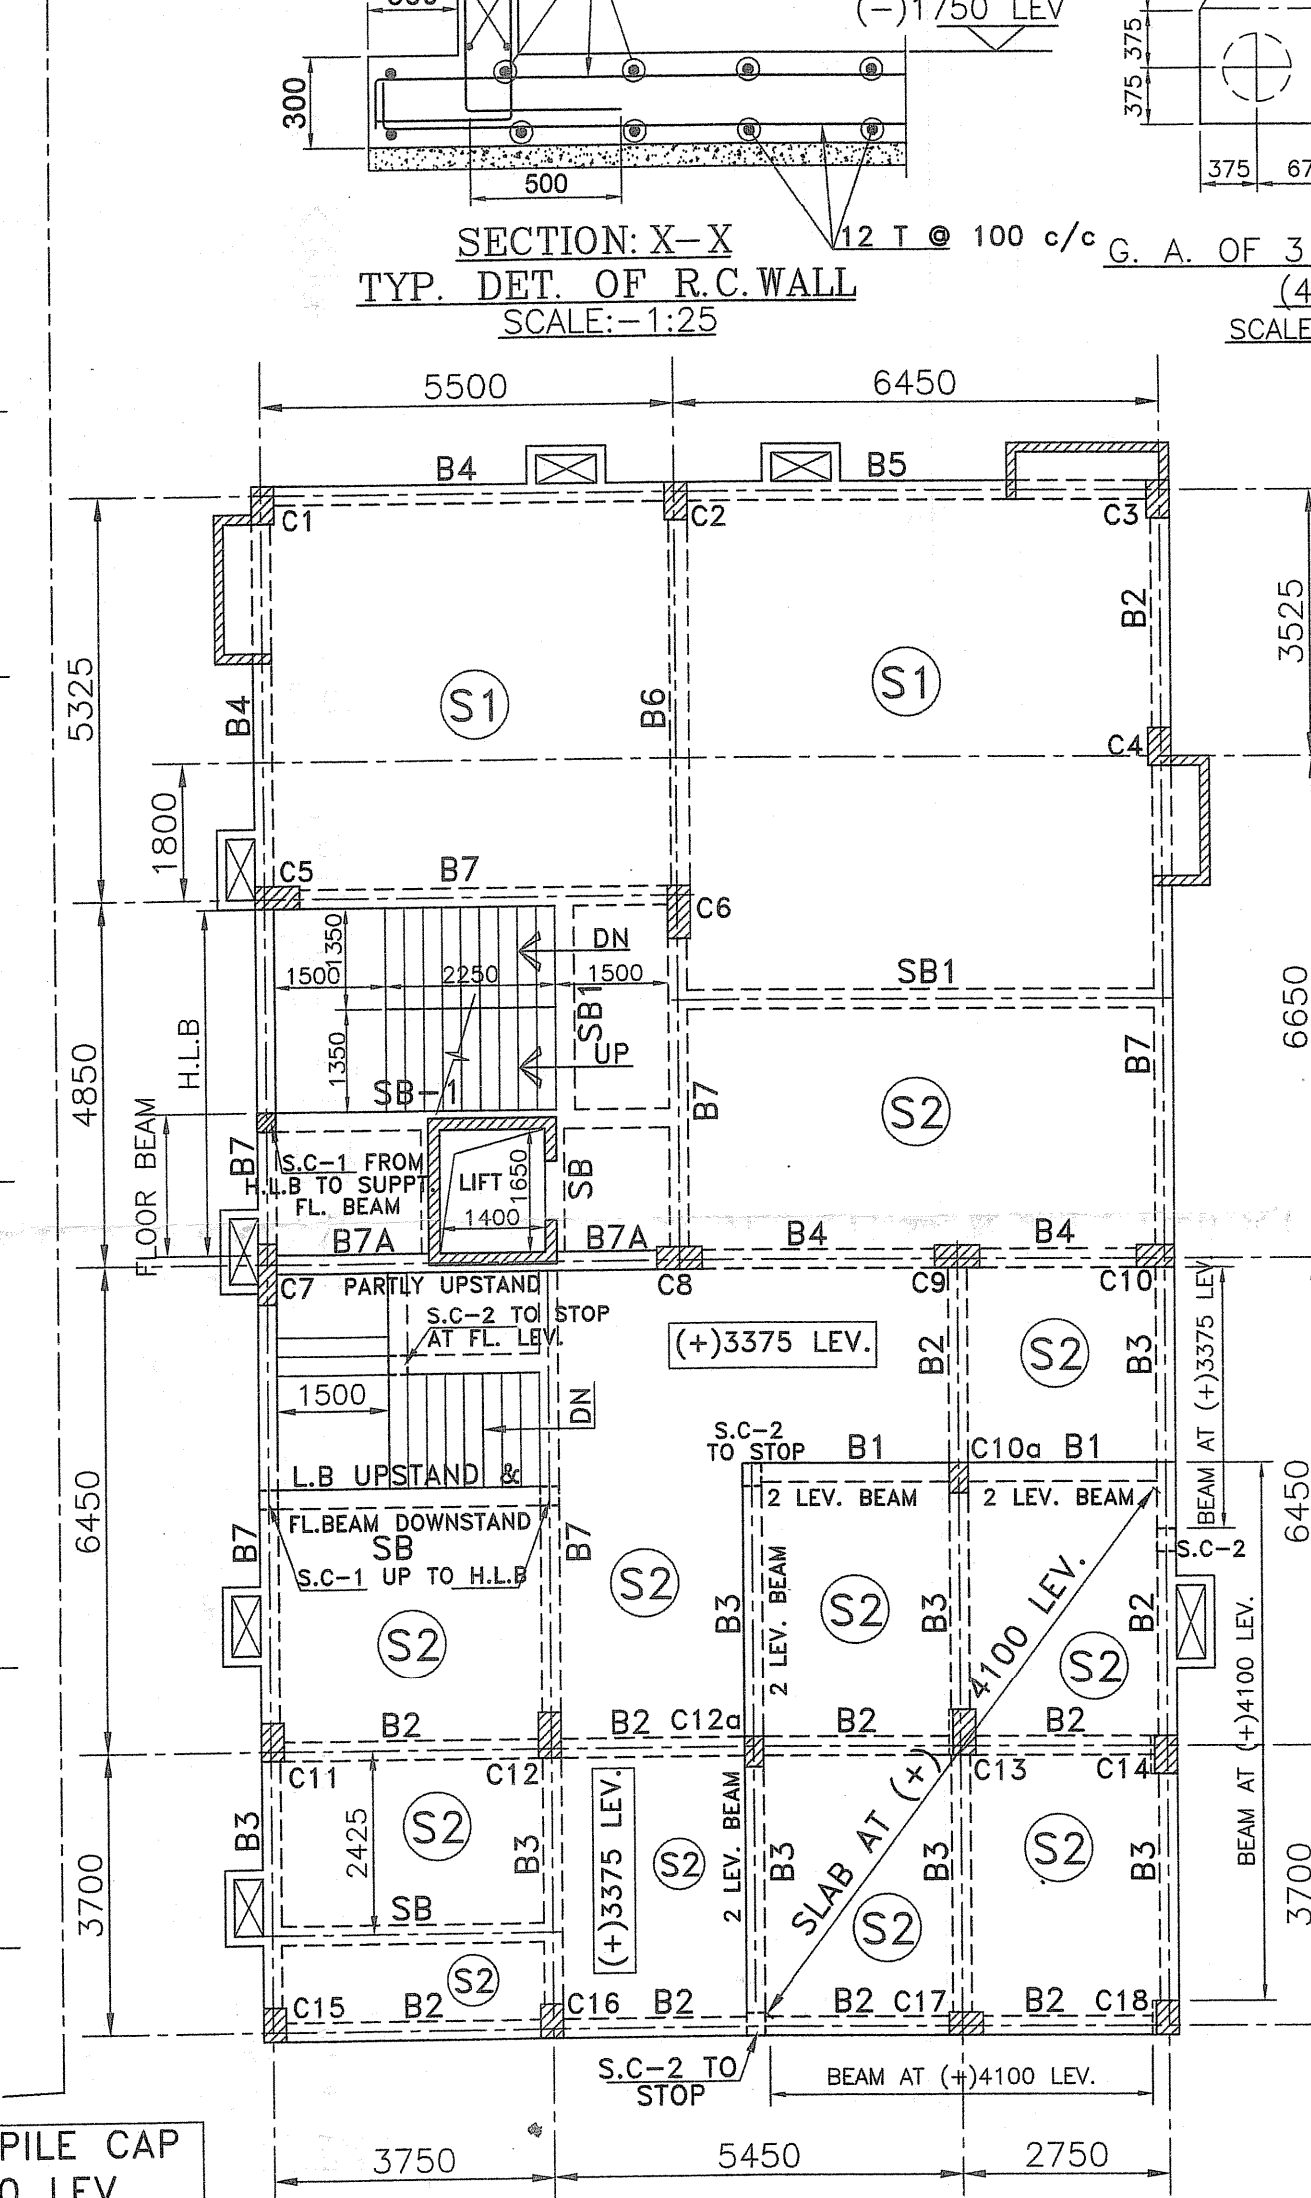 (-)1750 LEV
300
500
375
375
375
12 T @ 100 c/c
SECTION: X-X
TYP. DET. OF R.C. WALL
SCALE:-1:25
G. A. OF 3
(4
SCALE
5500
6450
B4
B5
C1
C2
C3
B2
3525
5325
S1
S1
B4
B6
C4
1800
C5
B7
C6
DN
1350
1500
2250
1500
SB1
SB1
H.L.B
6650
4850
1350
UP
SB-1
B7
B7
S2
FLOOR BEAM
B7
S.C-1 FROM
H.L.B TO SUPPT.
FL. BEAM
LIFT
1650
1400
SB
B7A
B7A
B4
B4
C7
PARTLY UPSTAND
C8
C9
C10
S.C-2 TO STOP
AT FL. LEV.
(+)3375 LEV.
B2
S2
B3
BEAM AT (+)3375 LEV
1500
DN
S.C-2
TO STOP
B1
C10a
B1
L.B UPSTAND &
2 LEV. BEAM
2 LEV. BEAM
6450
6450
FL.BEAM DOWNSTAND
SB
B7
B7
S.C-1 UP TO H.L.B
S.C-2
S2
B3
2 LEV. BEAM
S2
B3
4100 LEV.
B2
S2
S2
BEAM AT (+)4100 LEV.
B2
B2
C12a
B2
B2
C11
C12
C13
C14
B3
2425
S2
B3
(+)3375 LEV.
S2
2 LEV. BEAM
B3
SLAB AT (+)
B3
S2
B3
3700
3700
SB
S2
S2
C15
B2
C16
B2
B2
C17
B2
C18
S.C-2 TO
STOP
BEAM AT (+)4100 LEV.
PILE CAP
LEV
3750
5450
2750